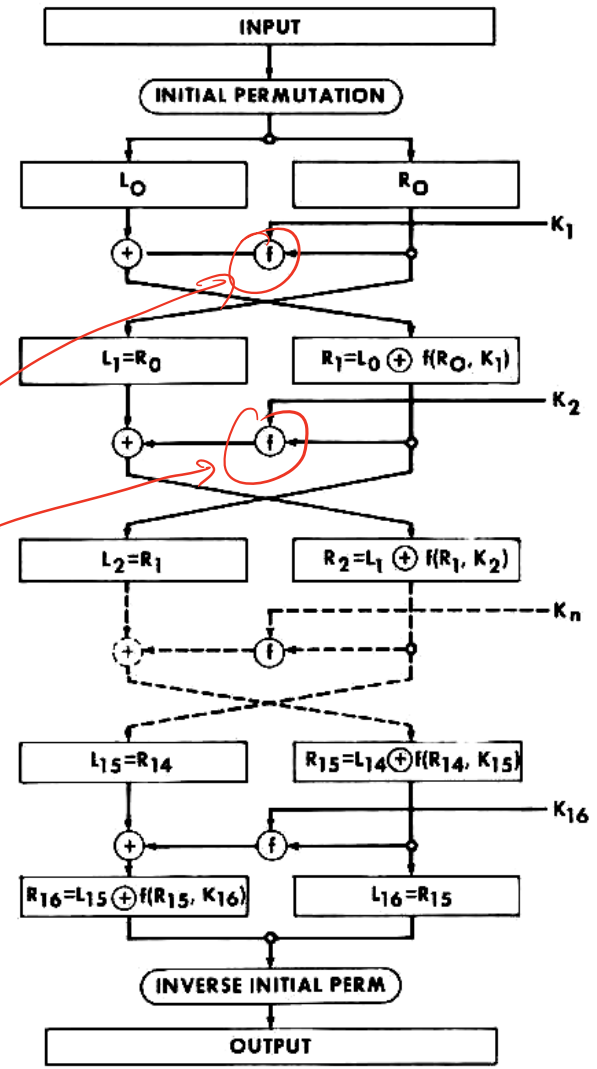 INPUT
INITIAL PERMUTATION
L₀ R₀
K₁
+ f
L₁=R₀ R₁=L₀ ⊕ f(R₀, K₁)
K₂
+ f
L₂=R₁ R₂=L₁ ⊕ f(R₁, K₂)
Kₙ
+ f
L₁₅=R₁₄ R₁₅=L₁₄⊕f(R₁₄, K₁₅)
K₁₆
+ f
R₁₆=L₁₅⊕f(R₁₅, K₁₆) L₁₆=R₁₅
INVERSE INITIAL PERM
OUTPUT